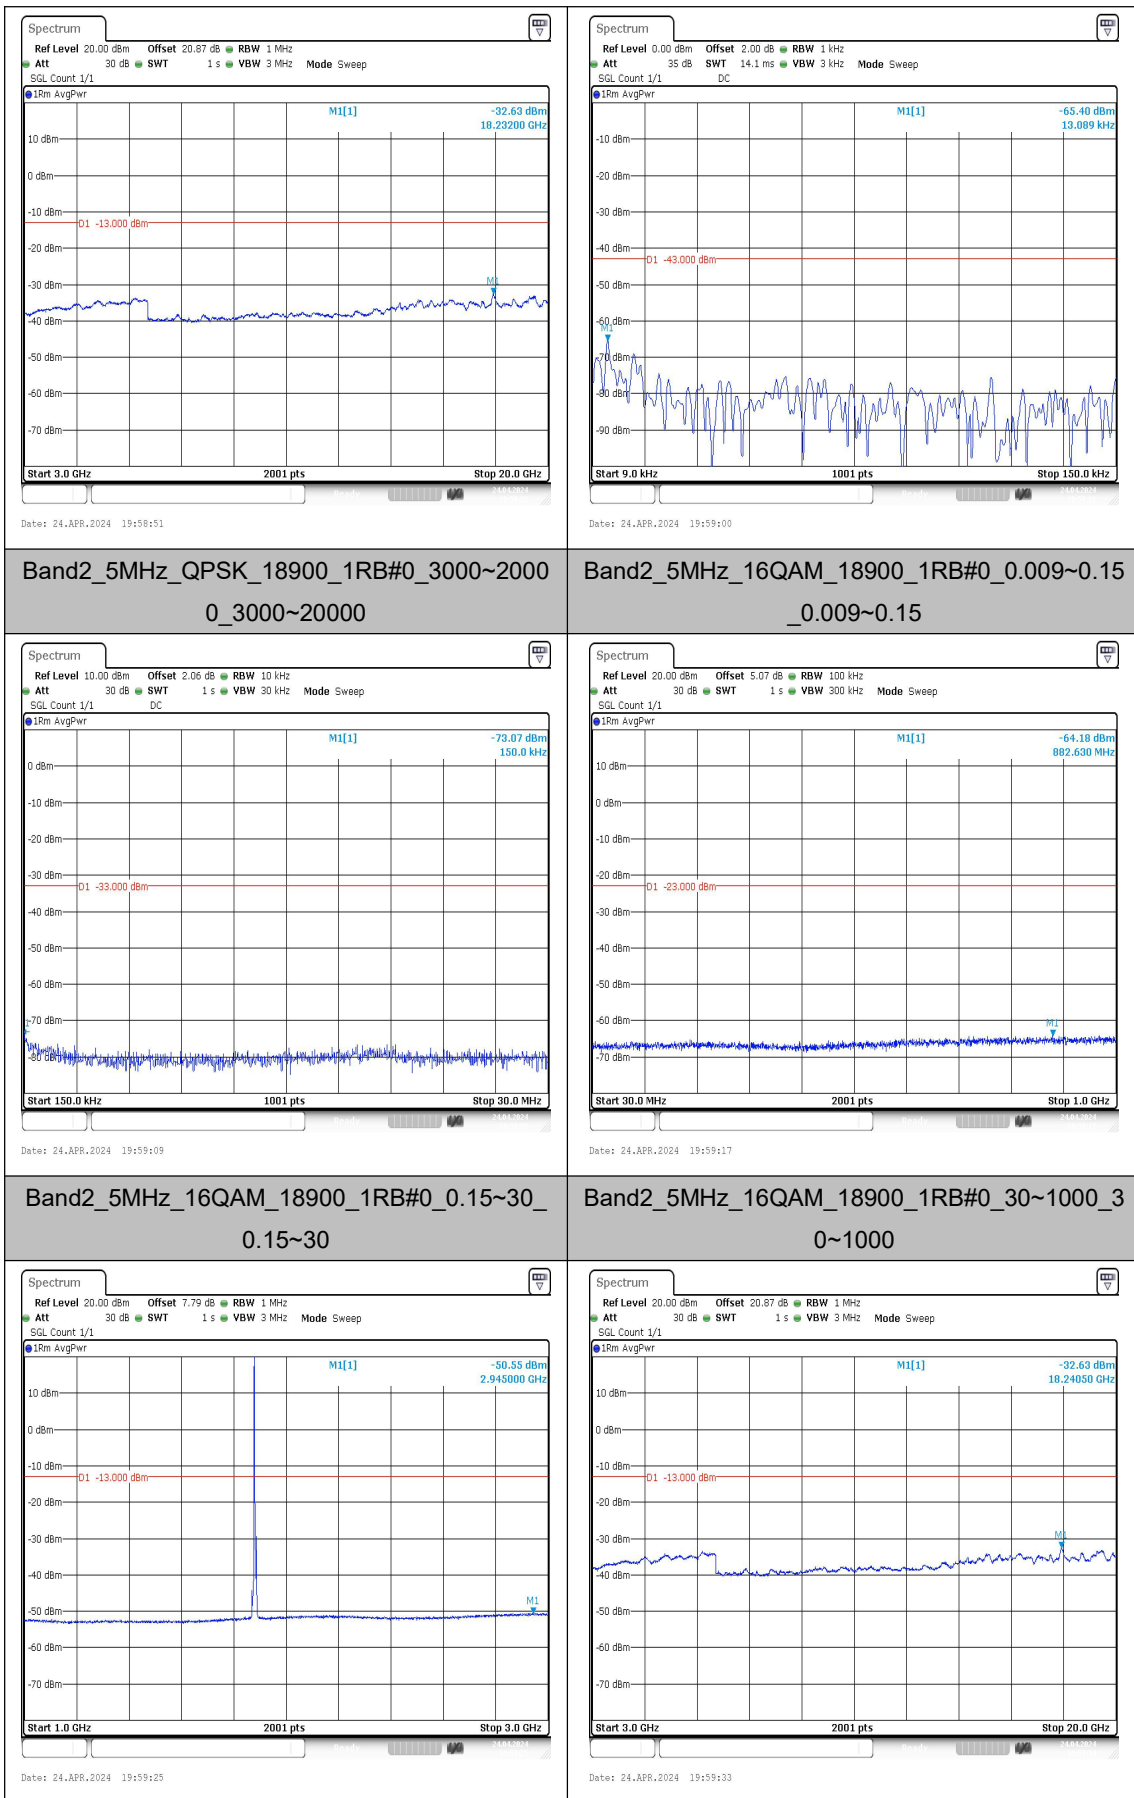 Spectrum
Ref Level 20.00 dBm Offset 20.87 dB RBW 1 MHz
Att 30 dB SWT 1 s VBW 3 MHz Mode Sweep
SGL Count 1/1
1Rm AvgPwr
M1[1] -32.63 dBm
18.23200 GHz
10 dBm
0 dBm
-10 dBm
D1 -13.000 dBm
-20 dBm
M1
-30 dBm
-40 dBm
-50 dBm
-60 dBm
-70 dBm
Start 3.0 GHz 2001 pts Stop 20.0 GHz
Date: 24.APR.2024 19:58:51
Spectrum
Ref Level 0.00 dBm Offset 2.00 dB RBW 1 kHz
Att 35 dB SWT 14.1 ms VBW 3 kHz Mode Sweep
SGL Count 1/1 DC
1Rm AvgPwr
M1[1] -65.40 dBm
13.089 kHz
-10 dBm
-20 dBm
-30 dBm
-40 dBm
D1 -43.000 dBm
-50 dBm
-60 dBm
M1
-70 dBm
-80 dBm
-90 dBm
Start 9.0 kHz 1001 pts Stop 150.0 kHz
Date: 24.APR.2024 19:59:00
Band2_5MHz_QPSK_18900_1RB#0_3000~2000
0_3000~20000
Band2_5MHz_16QAM_18900_1RB#0_0.009~0.15
_0.009~0.15
Spectrum
Ref Level 10.00 dBm Offset 2.06 dB RBW 10 kHz
Att 30 dB SWT 1 s VBW 30 kHz Mode Sweep
SGL Count 1/1 DC
1Rm AvgPwr
M1[1] -73.07 dBm
150.0 kHz
0 dBm
-10 dBm
-20 dBm
-30 dBm
D1 -33.000 dBm
-40 dBm
-50 dBm
-60 dBm
-70 dBm
-80 dBm
Start 150.0 kHz 1001 pts Stop 30.0 MHz
Date: 24.APR.2024 19:59:09
Spectrum
Ref Level 20.00 dBm Offset 5.07 dB RBW 100 kHz
Att 30 dB SWT 1 s VBW 300 kHz Mode Sweep
SGL Count 1/1
1Rm AvgPwr
M1[1] -64.18 dBm
882.630 MHz
10 dBm
0 dBm
-10 dBm
-20 dBm
D1 -23.000 dBm
-30 dBm
-40 dBm
-50 dBm
-60 dBm
M1
-70 dBm
Start 30.0 MHz 2001 pts Stop 1.0 GHz
Date: 24.APR.2024 19:59:17
Band2_5MHz_16QAM_18900_1RB#0_0.15~30_
0.15~30
Band2_5MHz_16QAM_18900_1RB#0_30~1000_3
0~1000
Spectrum
Ref Level 20.00 dBm Offset 7.79 dB RBW 1 MHz
Att 30 dB SWT 1 s VBW 3 MHz Mode Sweep
SGL Count 1/1
1Rm AvgPwr
M1[1] -50.55 dBm
2.945000 GHz
10 dBm
0 dBm
-10 dBm
D1 -13.000 dBm
-20 dBm
-30 dBm
-40 dBm
-50 dBm
M1
-60 dBm
-70 dBm
Start 1.0 GHz 2001 pts Stop 3.0 GHz
Date: 24.APR.2024 19:59:25
Spectrum
Ref Level 20.00 dBm Offset 20.87 dB RBW 1 MHz
Att 30 dB SWT 1 s VBW 3 MHz Mode Sweep
SGL Count 1/1
1Rm AvgPwr
M1[1] -32.63 dBm
18.24050 GHz
10 dBm
0 dBm
-10 dBm
D1 -13.000 dBm
-20 dBm
-30 dBm
M1
-40 dBm
-50 dBm
-60 dBm
-70 dBm
Start 3.0 GHz 2001 pts Stop 20.0 GHz
Date: 24.APR.2024 19:59:33